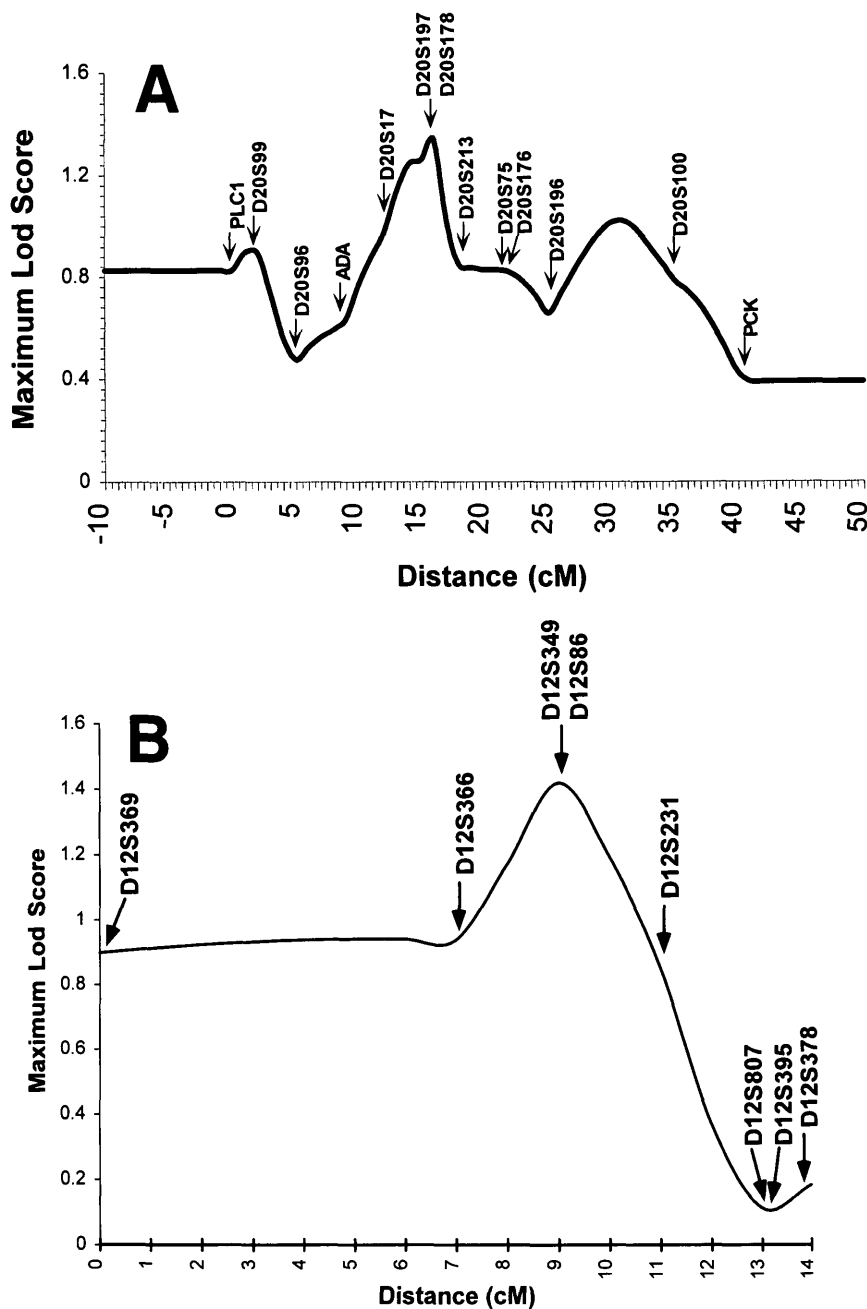 A
Maximum Lod Score
1.6
1.2
0.8
0.4
0
PLC1
D20S99
D20S96
ADA
D20S17
D20S197
D20S178
D20S213
D20S75
D20S176
D20S196
D20S100
PCK
-10 0 5 10 15 20 25 30 35 40 45 50
Distance (cM)
B
Maximum Lod Score
1.6
1.4
1.2
1
0.8
0.6
0.4
0.2
0
D12S369
D12S366
D12S349
D12S86
D12S231
D12S807
D12S395
D12S378
0 1 2 3 4 5 6 7 8 9 10 11 12 13 14
Distance (cM)